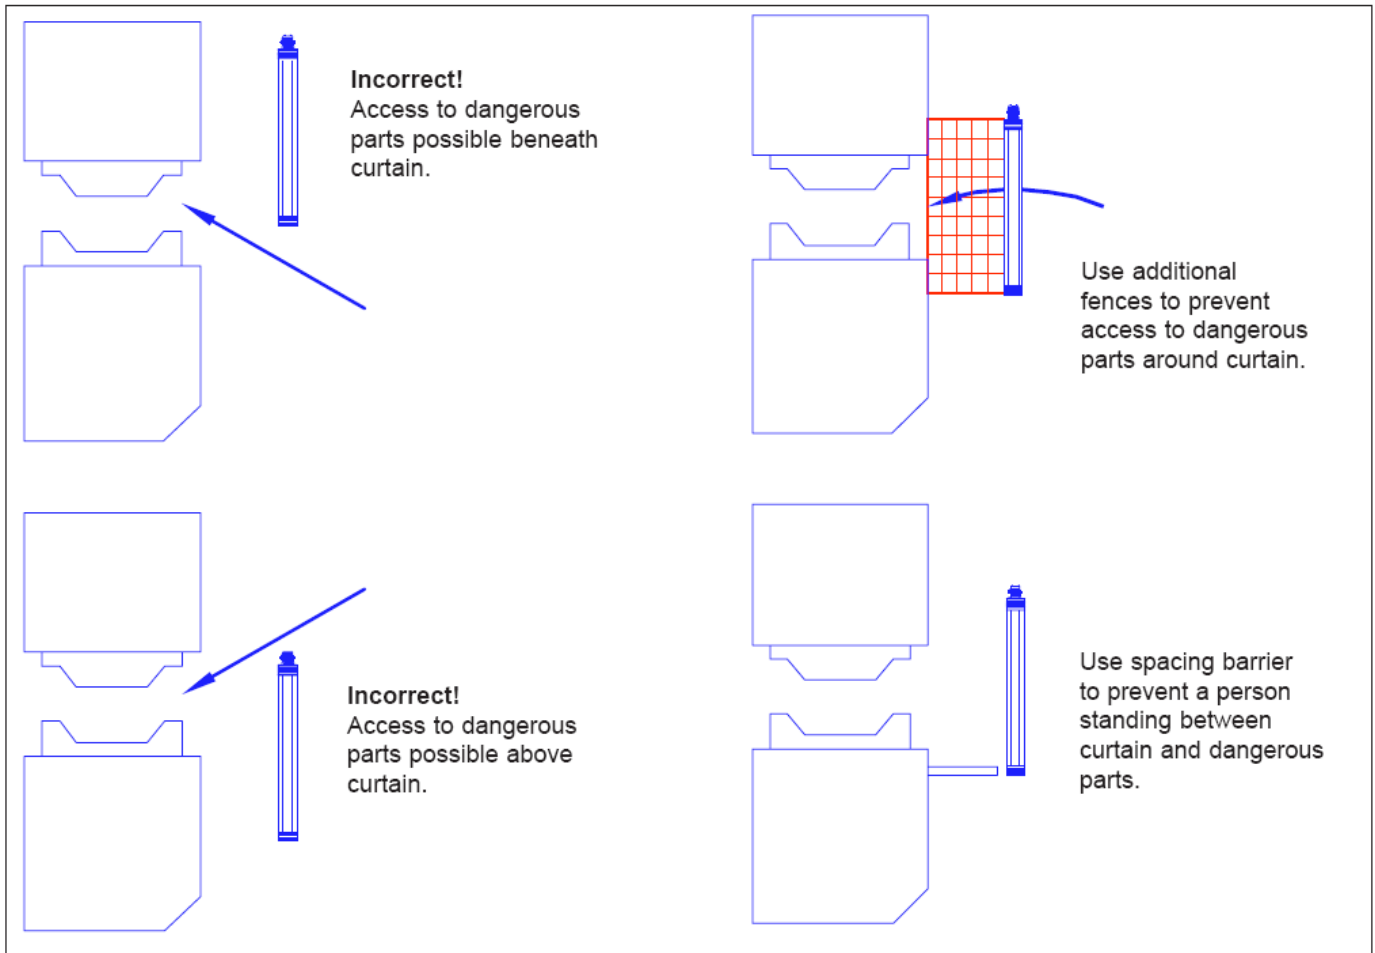 Incorrect!
Access to dangerous
parts possible beneath
curtain.
Use additional
fences to prevent
access to dangerous
parts around curtain.
Incorrect!
Access to dangerous
parts possible above
curtain.
Use spacing barrier
to prevent a person
standing between
curtain and dangerous
parts.